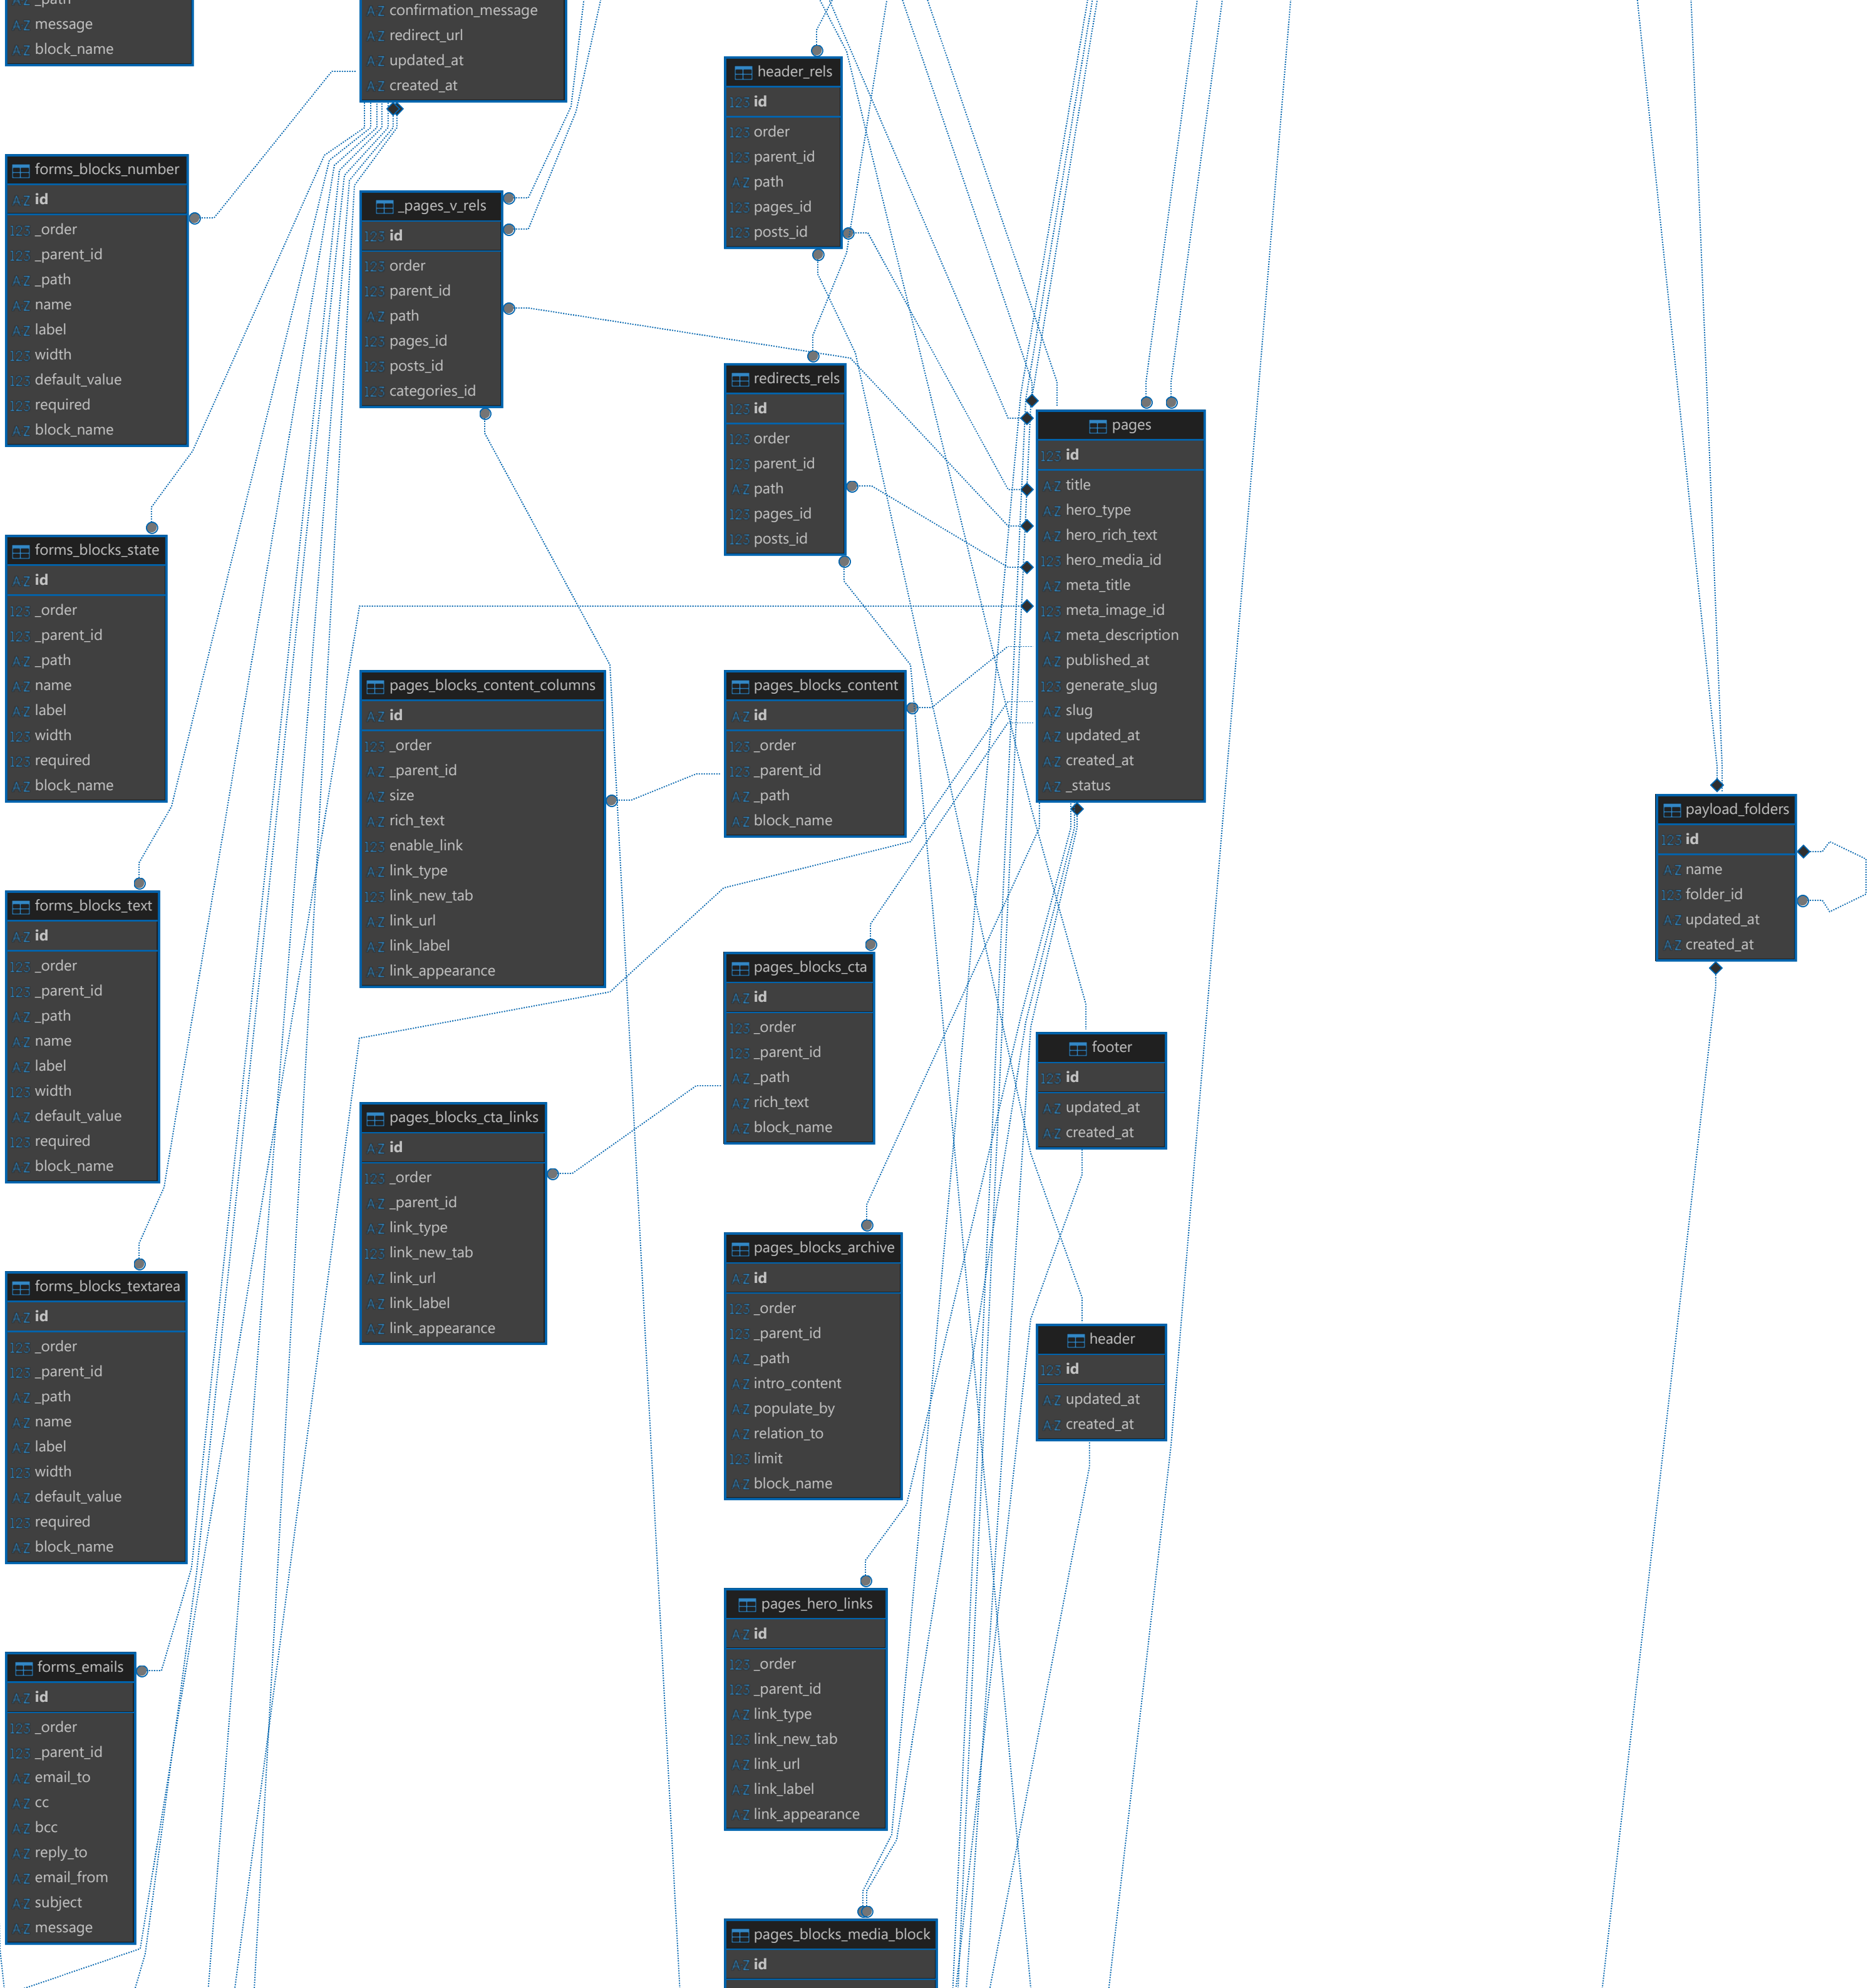 _path
message
block_name
forms_blocks_number
id
_order
_parent_id
_path
name
label
width
default_value
required
block_name
forms_blocks_state
id
_order
_parent_id
_path
name
label
width
required
block_name
forms_blocks_text
id
_order
_parent_id
_path
name
label
width
default_value
required
block_name
forms_blocks_textarea
id
_order
_parent_id
_path
name
label
width
default_value
required
block_name
forms_emails
id
_order
_parent_id
email_to
cc
bcc
reply_to
email_from
subject
message
confirmation_message
redirect_url
updated_at
created_at
_pages_v_rels
id
order
parent_id
path
pages_id
posts_id
categories_id
pages_blocks_content_columns
id
_order
_parent_id
size
rich_text
enable_link
link_type
link_new_tab
link_url
link_label
link_appearance
pages_blocks_cta_links
id
_order
_parent_id
link_type
link_new_tab
link_url
link_label
link_appearance
header_rels
id
order
parent_id
path
pages_id
posts_id
redirects_rels
id
order
parent_id
path
pages_id
posts_id
pages_blocks_content
id
_order
_parent_id
_path
block_name
pages_blocks_cta
id
_order
_parent_id
_path
rich_text
block_name
pages_blocks_archive
id
_order
_parent_id
_path
intro_content
populate_by
relation_to
limit
block_name
pages_hero_links
id
_order
_parent_id
link_type
link_new_tab
link_url
link_label
link_appearance
pages_blocks_media_block
id
pages
id
title
hero_type
hero_rich_text
hero_media_id
meta_title
meta_image_id
meta_description
published_at
generate_slug
slug
updated_at
created_at
_status
footer
id
updated_at
created_at
header
id
updated_at
created_at
payload_folders
id
name
folder_id
updated_at
created_at